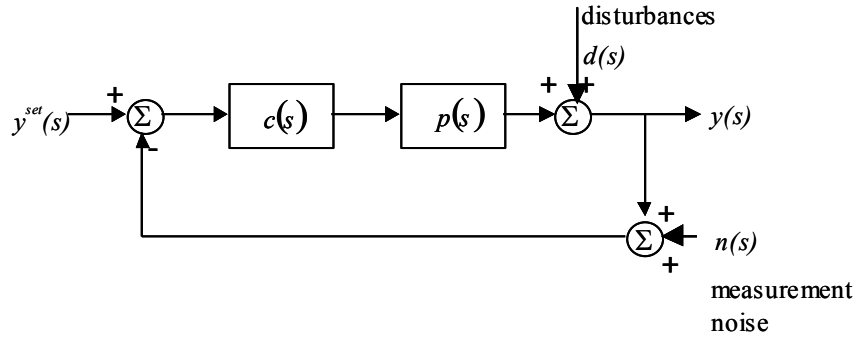 disturbances
d(s)
+ + +
y^set(s) Σ c(s) p(s) Σ y(s)
-
+
Σ n(s)
+
measurement
noise